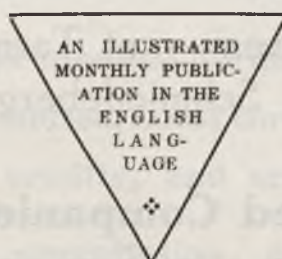 AN ILLUSTRATED
MONTHLY PUBLIC-
ATION IN THE
ENGLISH
LANG-
UAGE